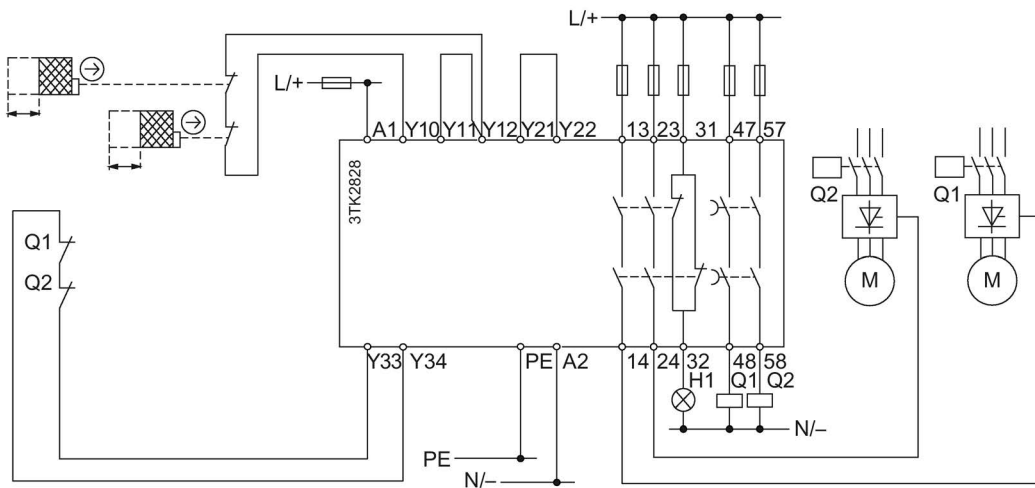 L/+
L/+
A1 Y10 Y11 Y12 Y21 Y22 13 23 31 47 57
3TK2828
Q2 Q1
Q1
Q2
M M
Y33 Y34 PE A2 14 24 32 48 58
H1 Q1 Q2
N/–
PE
N/–